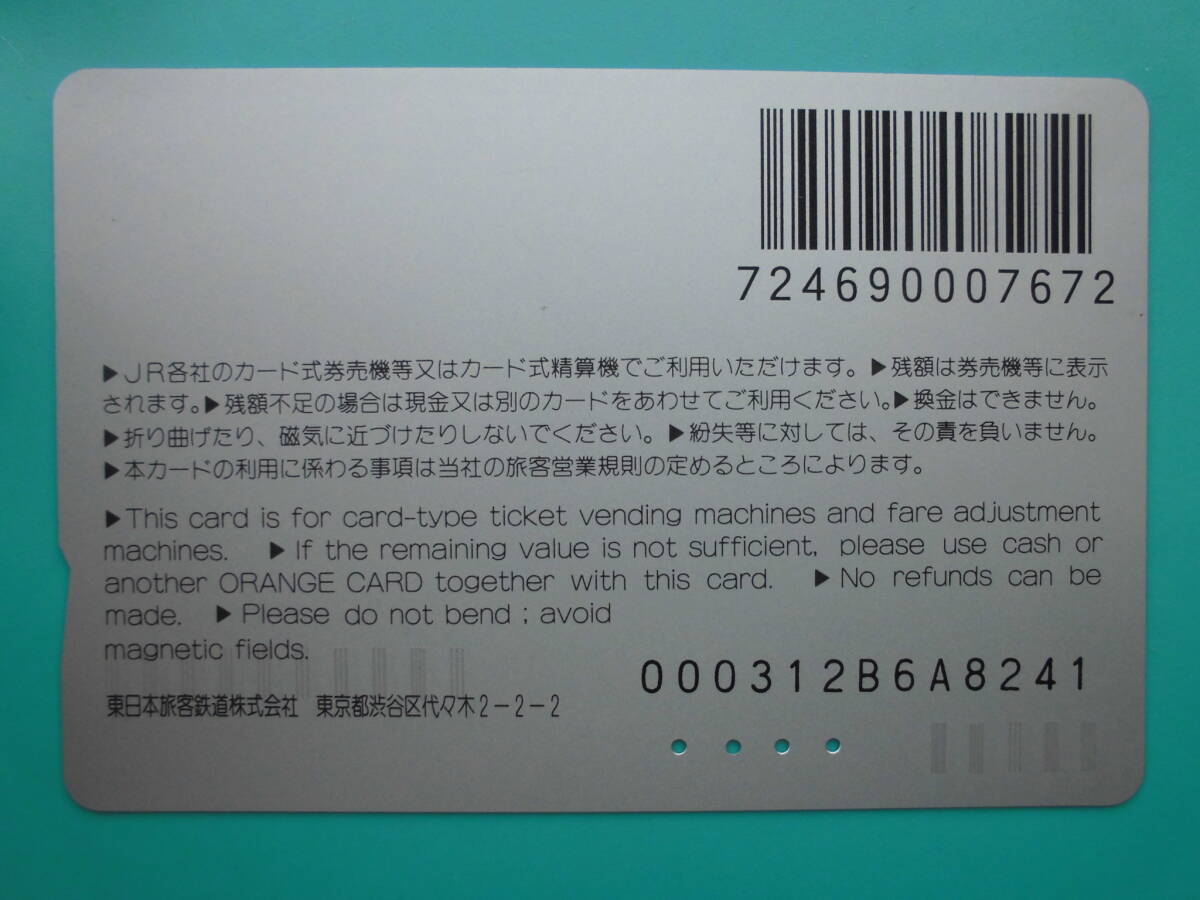 724690007672
▶JR各社のカード式券売機等又はカード式精算機でご利用いただけます。▶残額は券売機等に表示
されます。▶残額不足の場合は現金又は別のカードをあわせてご利用ください。▶換金はできません。
▶折り曲げたり、磁気に近づけたりしないでください。▶紛失等に対しては、その責を負いません。
▶本カードの利用に係わる事項は当社の旅客営業規則の定めるところによります。
▶This card is for card-type ticket vending machines and fare adjustment
machines. ▶If the remaining value is not sufficient, please use cash or
another ORANGE CARD together with this card. ▶No refunds can be
made. ▶Please do not bend ; avoid
magnetic fields.
000312B6A8241
東日本旅客鉄道株式会社 東京都渋谷区代々木2-2-2